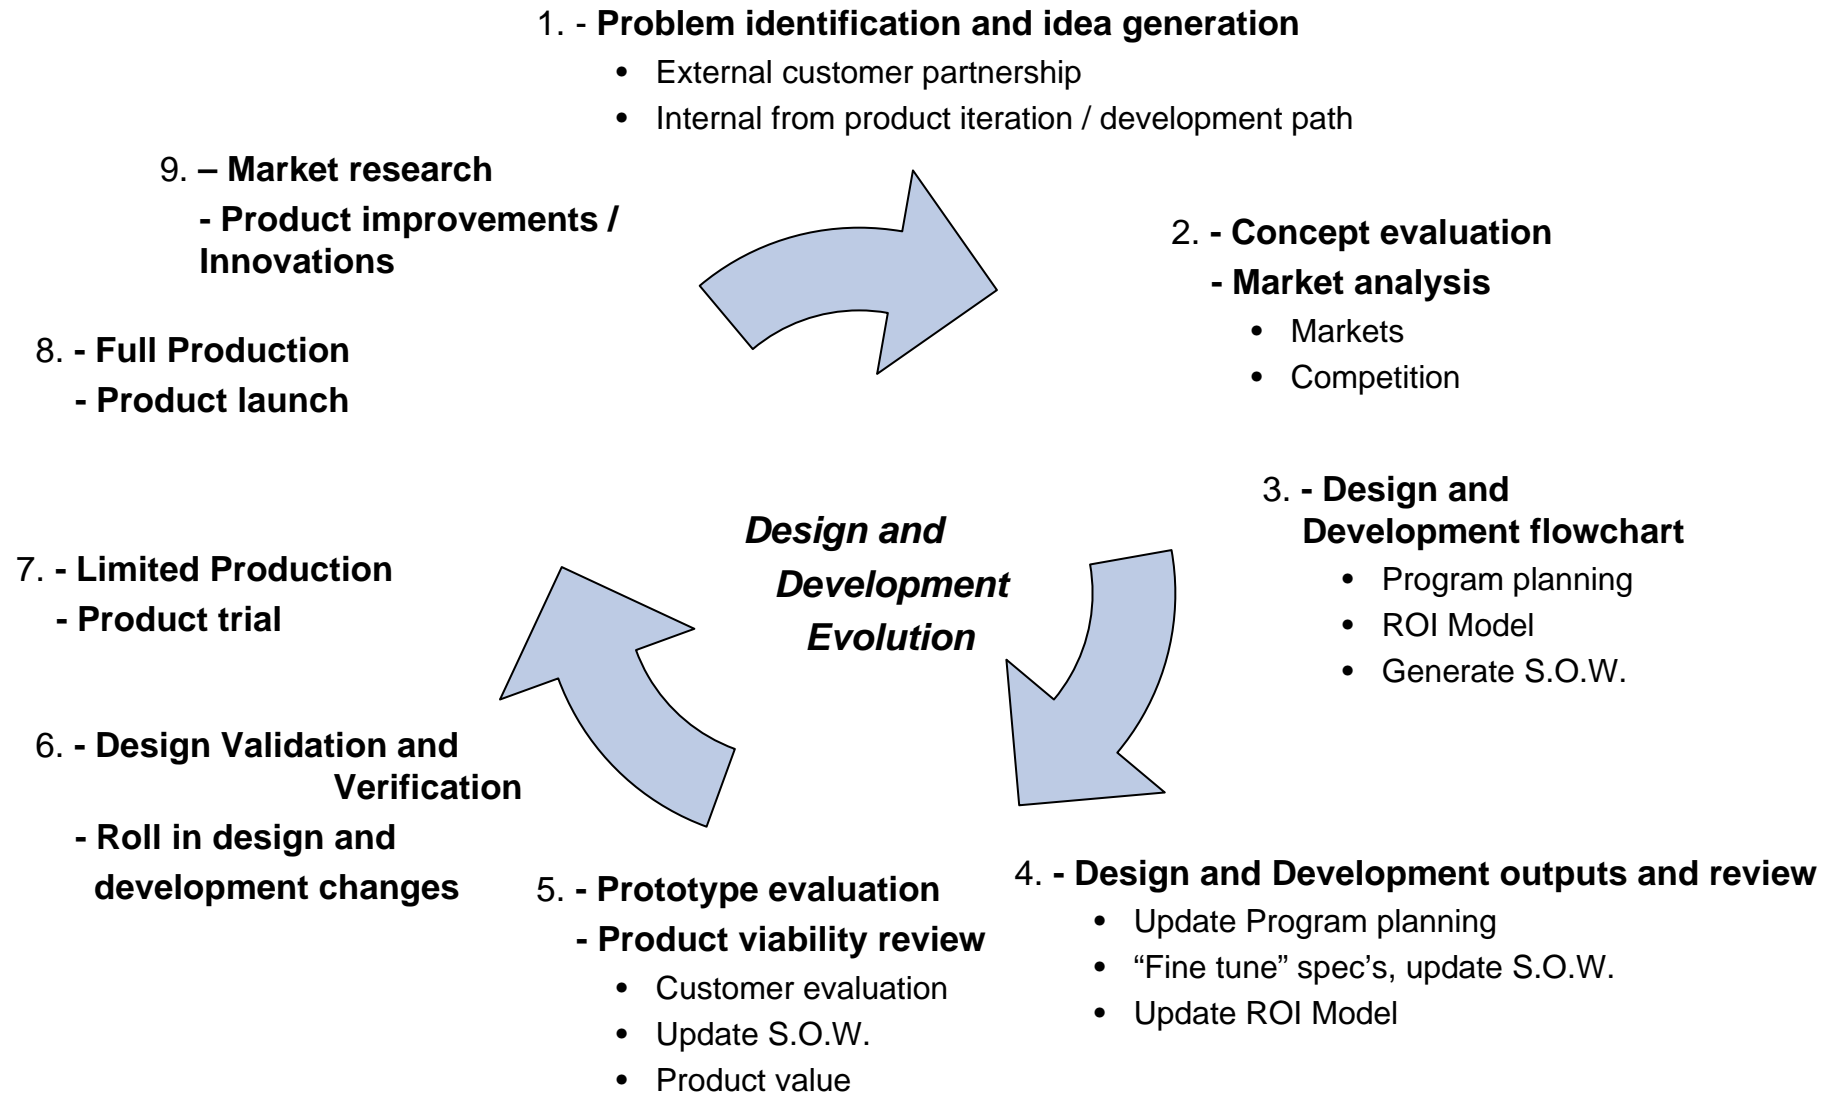 1. - Problem identification and idea generation
• External customer partnership
• Internal from product iteration / development path
2. - Concept evaluation
- Market analysis
• Markets
• Competition
3. - Design and
Development flowchart
• Program planning
• ROI Model
• Generate S.O.W.
4. - Design and Development outputs and review
• Update Program planning
• “Fine tune” spec’s, update S.O.W.
• Update ROI Model
5. - Prototype evaluation
- Product viability review
• Customer evaluation
• Update S.O.W.
• Product value
6. - Design Validation and
Verification
- Roll in design and
development changes
7. - Limited Production
- Product trial
8. - Full Production
- Product launch
9. – Market research
- Product improvements /
Innovations
Design and
Development
Evolution